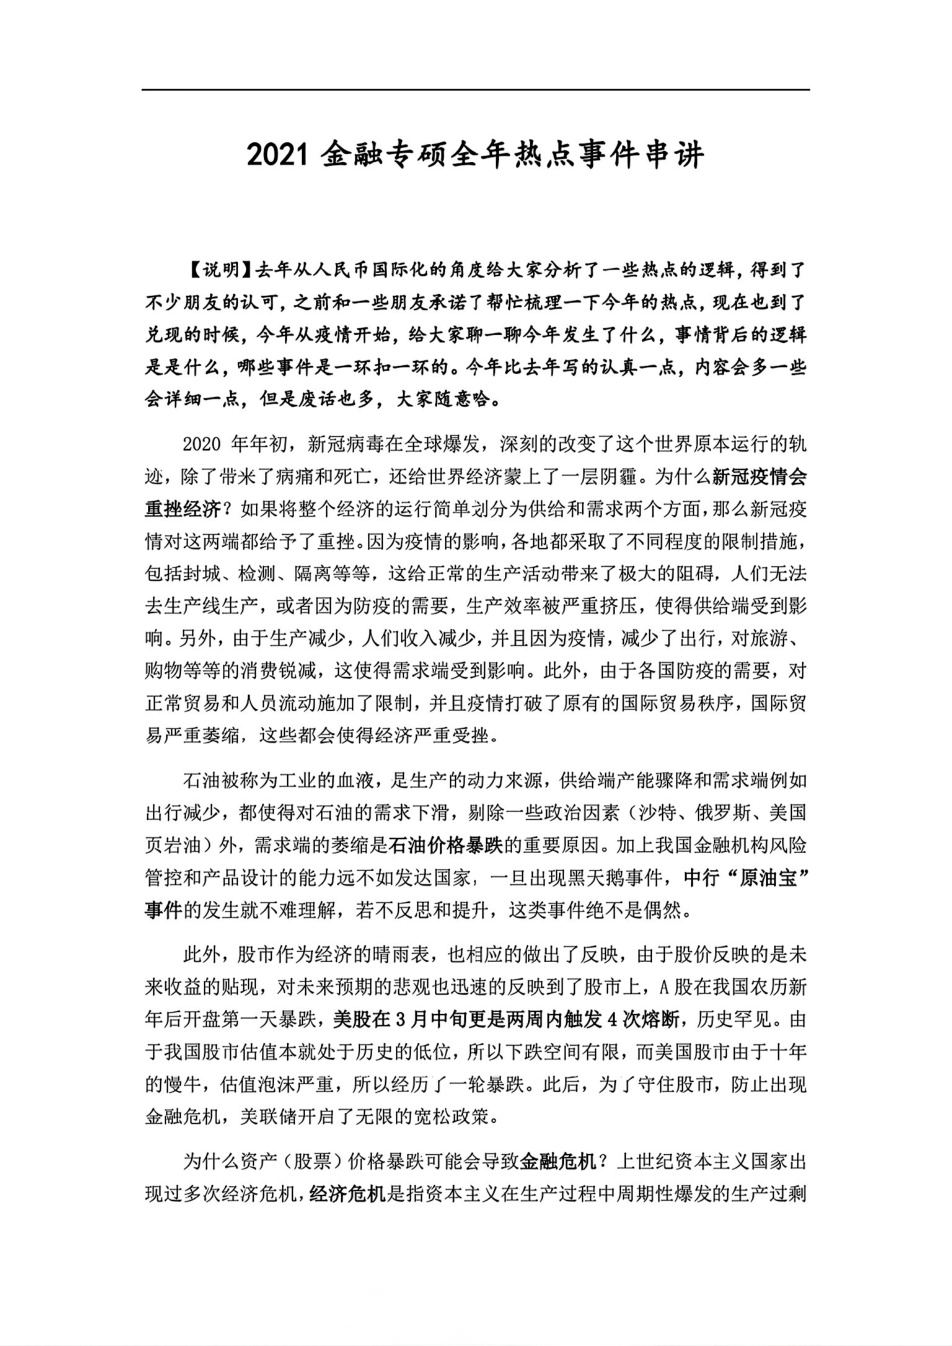 2021 金融专硕全年热点事件串讲
【说明】去年从人民币国际化的角度给大家分析了一些热点的逻辑，得到了
不少朋友的认可，之前和一些朋友承诺了帮忙梳理一下今年的热点，现在也到了
兑现的时候，今年从疫情开始，给大家聊一聊今年发生了什么，事情背后的逻辑
是是什么，哪些事件是一环扣一环的。今年比去年写的认真一点，内容会多一些
会详细一点，但是废话也多，大家随意哈。
2020 年年初，新冠病毒在全球爆发，深刻的改变了这个世界原本运行的轨
迹，除了带来了病痛和死亡，还给世界经济蒙上了一层阴霾。为什么新冠疫情会
重挫经济？如果将整个经济的运行简单划分为供给和需求两个方面，那么新冠疫
情对这两端都给予了重挫。因为疫情的影响，各地都采取了不同程度的限制措施，
包括封城、检测、隔离等等，这给正常的生产活动带来了极大的阻碍，人们无法
去生产线生产，或者因为防疫的需要，生产效率被严重挤压，使得供给端受到影
响。另外，由于生产减少，人们收入减少，并且因为疫情，减少了出行，对旅游、
购物等等的消费锐减，这使得需求端受到影响。此外，由于各国防疫的需要，对
正常贸易和人员流动施加了限制，并且疫情打破了原有的国际贸易秩序，国际贸
易严重萎缩，这些都会使得经济严重受挫。
石油被称为工业的血液，是生产的动力来源，供给端产能骤降和需求端例如
出行减少，都使得对石油的需求下滑，剔除一些政治因素（沙特、俄罗斯、美国
页岩油）外，需求端的萎缩是石油价格暴跌的重要原因。加上我国金融机构风险
管控和产品设计的能力远不如发达国家，一旦出现黑天鹅事件，中行“原油宝”
事件的发生就不难理解，若不反思和提升，这类事件绝不是偶然。
此外，股市作为经济的晴雨表，也相应的做出了反映，由于股价反映的是未
来收益的贴现，对未来预期的悲观也迅速的反映到了股市上，A 股在我国农历新
年后开盘第一天暴跌，美股在 3 月中旬更是两周内触发 4 次熔断，历史罕见。由
于我国股市估值本就处于历史的低位，所以下跌空间有限，而美国股市由于十年
的慢牛，估值泡沫严重，所以经历了一轮暴跌。此后，为了守住股市，防止出现
金融危机，美联储开启了无限的宽松政策。
为什么资产（股票）价格暴跌可能会导致金融危机？上世纪资本主义国家出
现过多次经济危机，经济危机是指资本主义在生产过程中周期性爆发的生产过剩